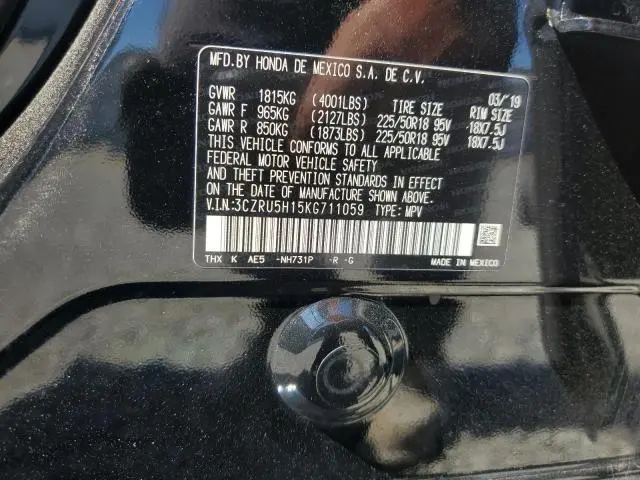 MFD.BY HONDA DE MEXICO S.A. DE C.V.
03/'19
GVWR 1815KG (4001LBS) TIRE SIZE RIM SIZE
GAWR F 965KG (2127LBS) 225/50R18 95V 18X7.5J
GAWR R 850KG (1873LBS) 225/50R18 95V 18X7.5J
THIS VEHICLE CONFORMS TO ALL APPLICABLE
FEDERAL MOTOR VEHICLE SAFETY
AND THEFT PREVENTION STANDARDS IN EFFECT
ON THE DATE OF MANUFACTURE SHOWN ABOVE.
V.I.N.:3CZRU5H15KG711059 TYPE: MPV
THX K AE5 -NH731P -R -G MADE IN MEXICO